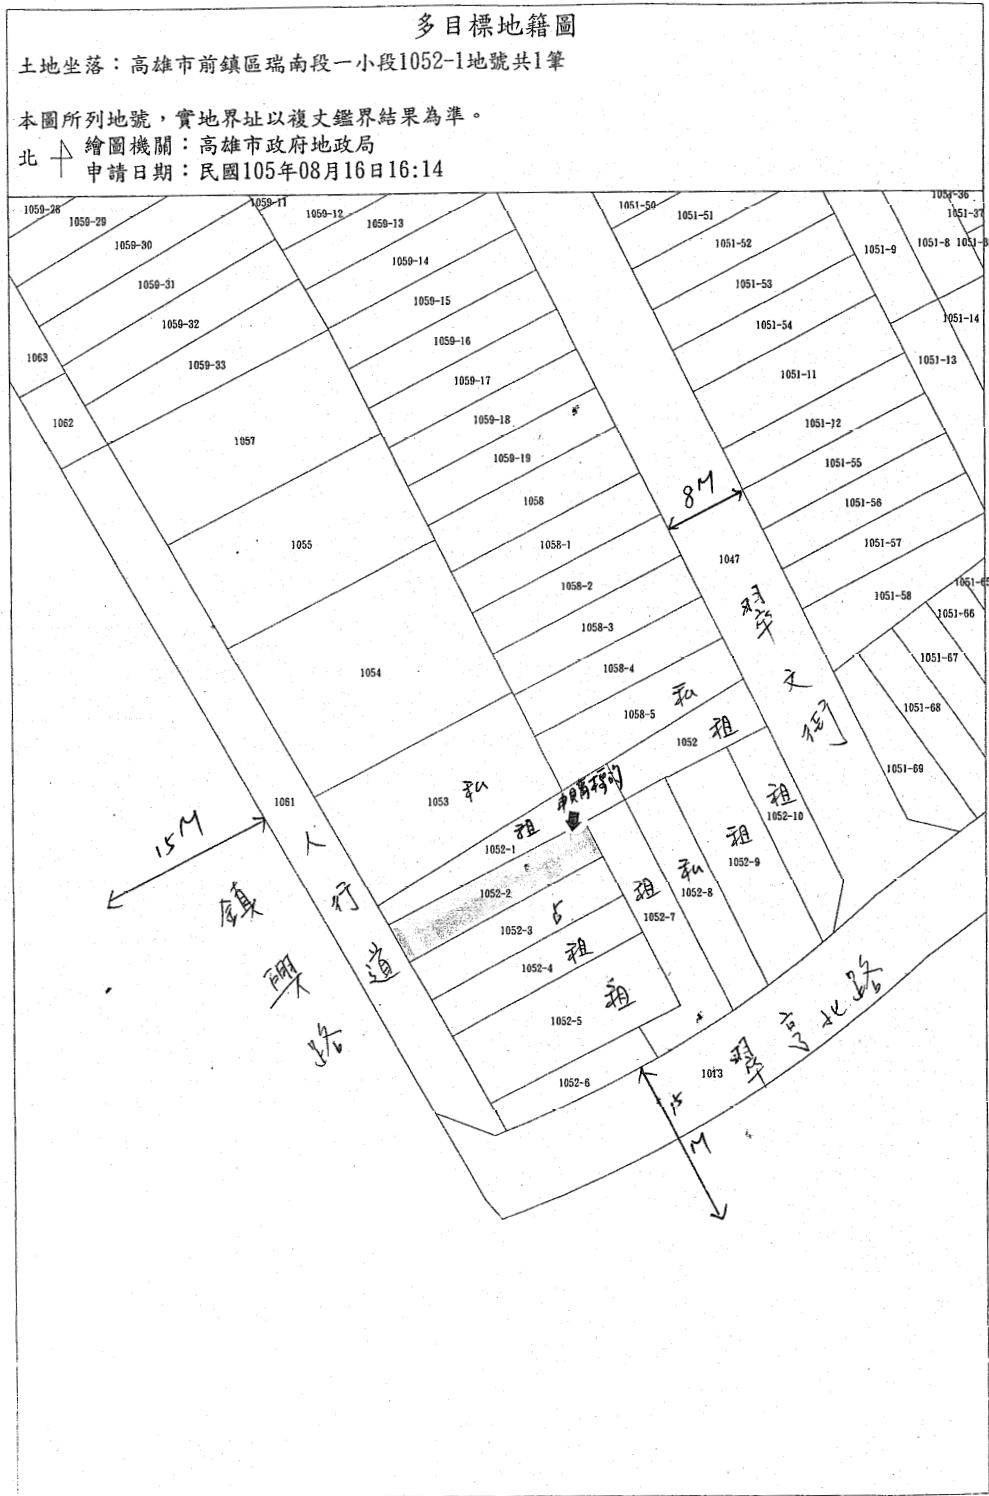 多目標地籍圖
土地坐落：高雄市前鎮區瑞南段一小段1052-1地號共1筆
本圖所列地號，實地界址以複丈鑑界結果為準。
北
繪圖機關：高雄市政府地政局
申請日期：民國105年08月16日16:14
1059-28
1059-29
1059-30
1059-31
1059-32
1059-33
1059-11
1059-12
1059-13
1059-14
1059-15
1059-16
1059-17
1059-18
1059-19
1058
1058-1
1058-2
1058-3
1058-4
1058-5 私
1052 租
1051-50
1051-51
1051-52
1051-53
1051-54
1051-11
1051-12
1051-55
1051-56
1051-57
1051-58
1051-36
1051-37
1051-8
1051-9
1051-14
1051-13
1051-66
1051-67
1051-68
1051-69
1063
1062
1057
1055
1054
1053 私
1061
人行道
8M
1047
翠文街
15M
鎮興路
1052-1 租
1052-2
1052-3 占
1052-4 租
1052-5 租
1052-6
租 1052-7
私 1052-8
租 1052-9
租 1052-10
1013
翠亨北路
15M